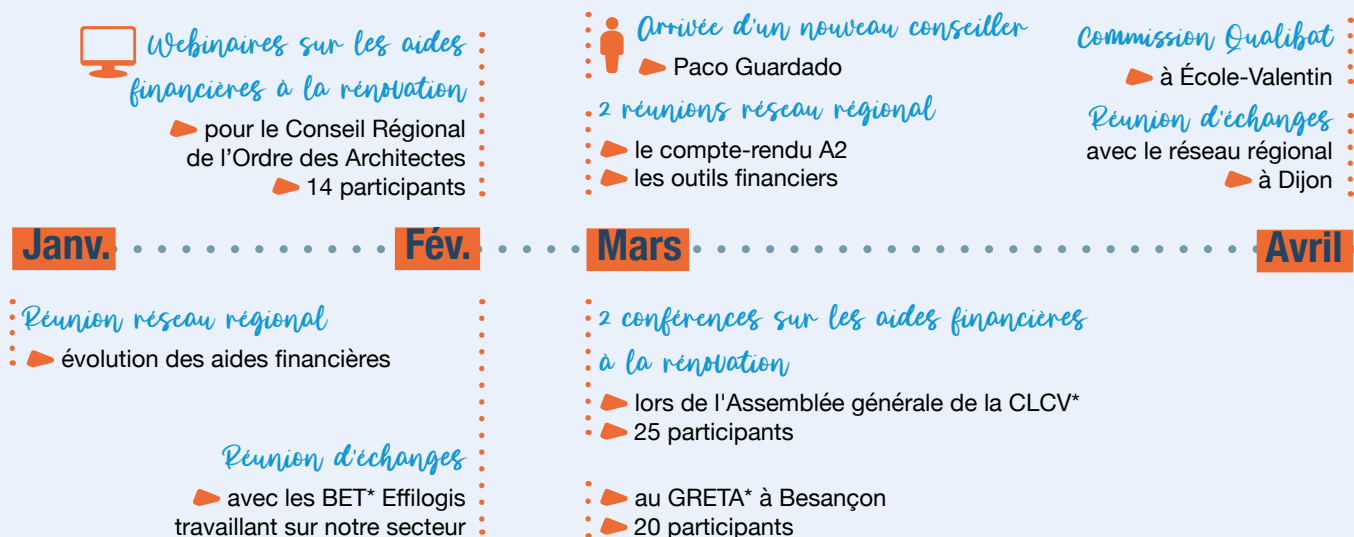 Webinaires sur les aides
financières à la rénovation
pour le Conseil Régional
de l'Ordre des Architectes
14 participants
Arrivée d'un nouveau conseiller
Paco Guardado
2 réunions réseau régional
le compte-rendu A2
les outils financiers
Commission Qualibat
à École-Valentin
Réunion d'échanges
avec le réseau régional
à Dijon
Janv. Fév. Mars Avril
Réunion réseau régional
évolution des aides financières
Réunion d'échanges
avec les BET* Effilogis
travaillant sur notre secteur
2 conférences sur les aides financières
à la rénovation
lors de l'Assemblée générale de la CLCV*
25 participants
au GRETA* à Besançon
20 participants